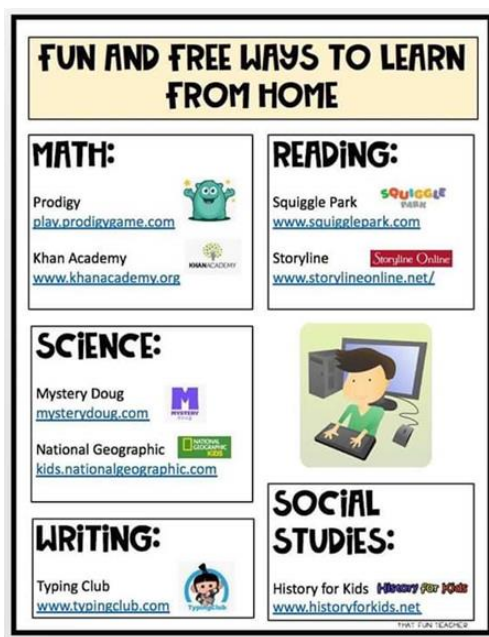 FUN AND FREE WAYS TO LEARN
FROM HOME
MATH:
Prodigy
play.prodigygame.com
Khan Academy
KHANACADEMY
www.khanacademy.org
READING:
Squiggle Park
SQUIGGLE
PARK
www.squigglepark.com
Storyline
Storyline Online
www.storylineonline.net/
SCIENCE:
Mystery Doug
M
MYSTERY
doug
mysterydoug.com
National Geographic
NATIONAL
GEOGRAPHIC
KIDS
kids.nationalgeographic.com
WRITING:
Typing Club
TypingClub
www.typingclub.com
SOCIAL
STUDIES:
History for Kids
History For Kids
www.historyforkids.net
THAT FUN TEACHER